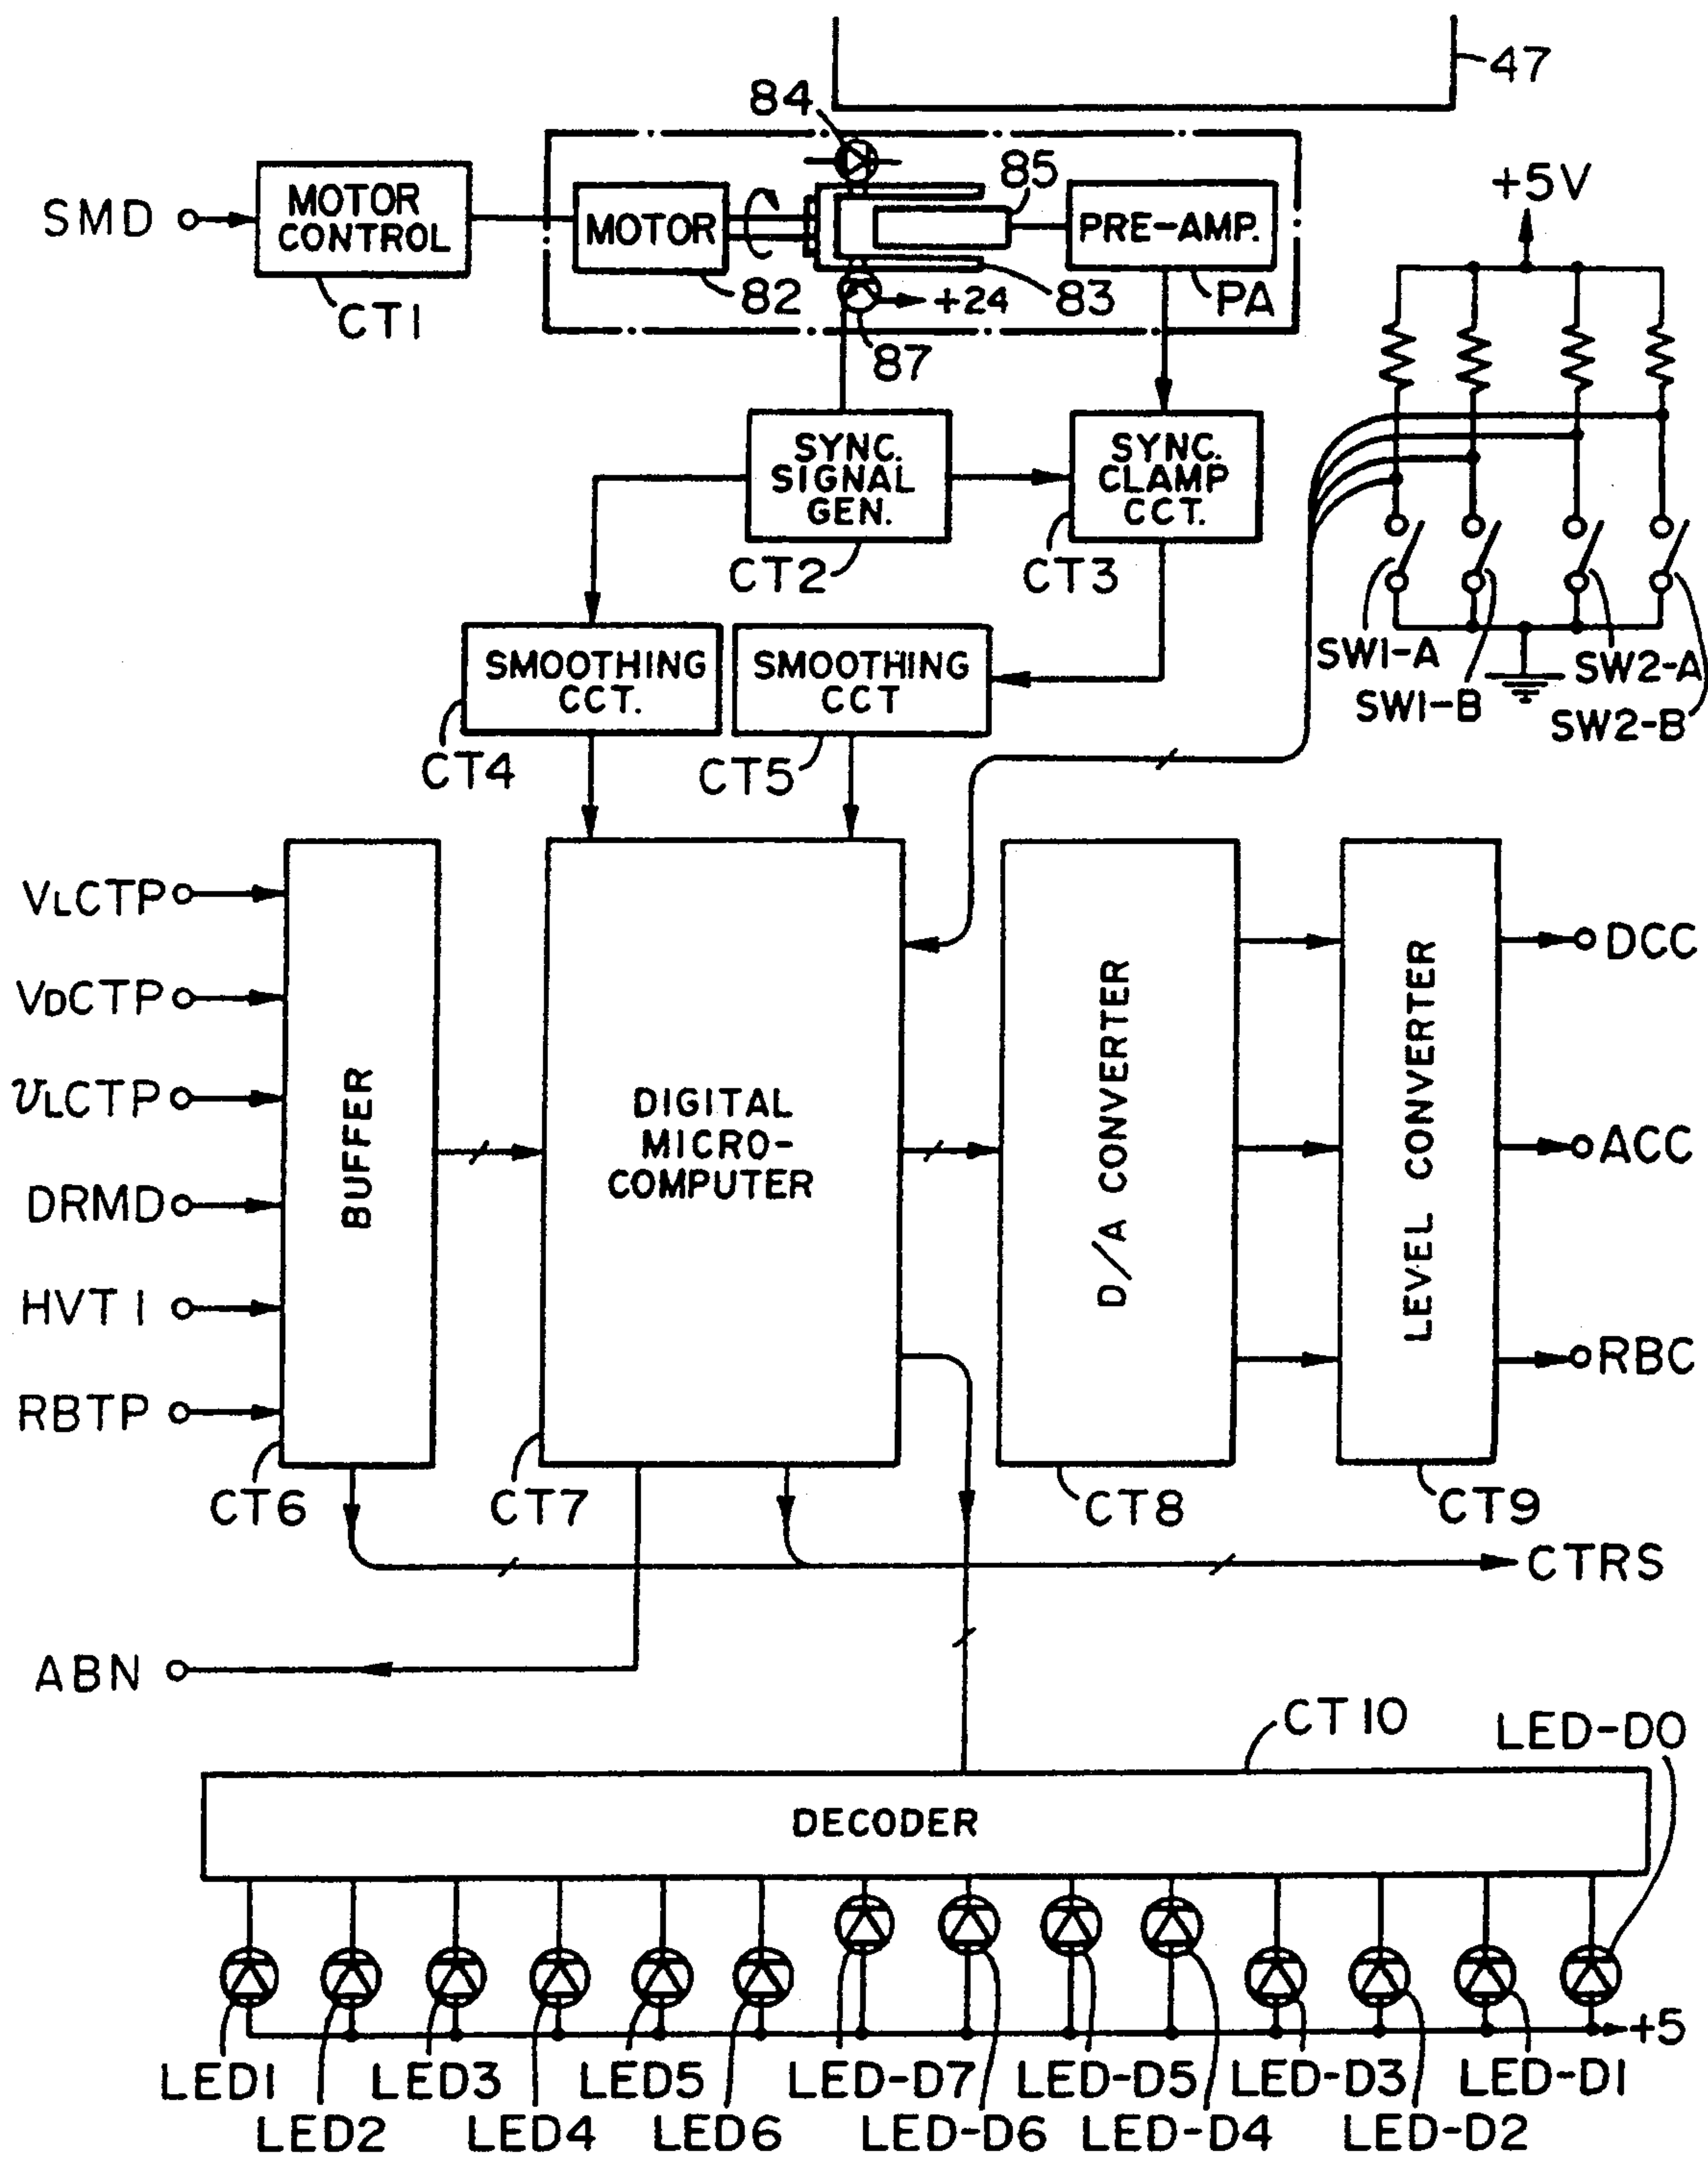 47
84
85
+5V
SMD
MOTOR
CONTROL
MOTOR
PRE-AMP.
82
+24
83
PA
CT1
87
SYNC.
SIGNAL
GEN.
SYNC.
CLAMP
CCT.
CT2
CT3
SW1-A
SW2-A
SW1-B
SW2-B
SMOOTHING
CCT.
SMOOTHING
CCT
CT4
CT5
VLCTP
DCC
VDCTP
νLCTP
BUFFER
DIGITAL
MICRO-
COMPUTER
D/A CONVERTER
LEVEL CONVERTER
ACC
DRMD
HVT1
RBC
RBTP
CT6
CT7
CT8
CT9
CTRS
ABN
CT10
LED-D0
DECODER
+5
LED1
LED3
LED5
LED-D7
LED-D5
LED-D3
LED-D1
LED2
LED4
LED6
LED-D6
LED-D4
LED-D2